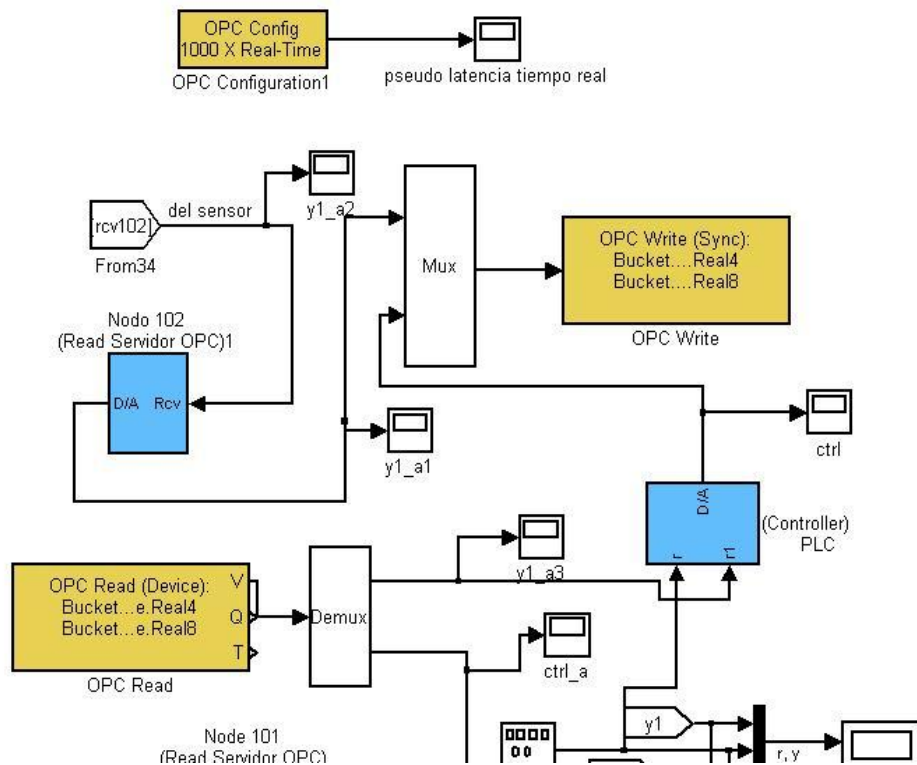 OPC Config
1000 X Real-Time
OPC Configuration1
pseudo latencia tiempo real
[rcv102]
del sensor
From34
y1_a2
Mux
OPC Write (Sync):
Bucket....Real4
Bucket....Real8
OPC Write
Nodo 102
(Read Servidor OPC)1
D/A
Rcv
y1_a1
ctrl
D/A
r
r1
(Controller)
PLC
y1_a3
OPC Read (Device):
Bucket...e.Real4
Bucket...e.Real8
V
Q
T
OPC Read
Demux
ctrl_a
Node 101
(Read Servidor OPC)
y1
r, y